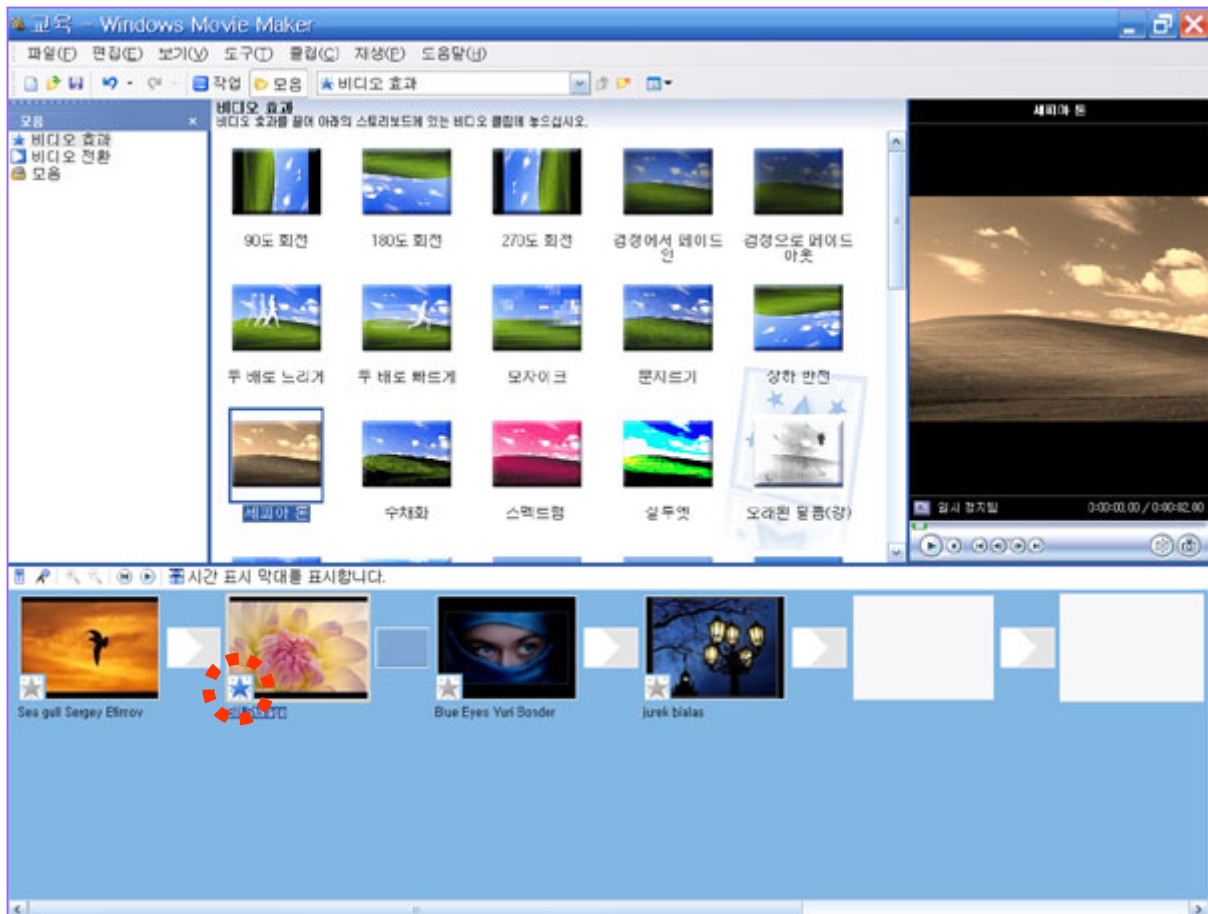 교육 - Windows Movie Maker
파일(F) 편집(E) 보기(V) 도구(T) 클립(C) 재생(P) 도움말(H)
작업 모음 비디오 효과
모음
비디오 효과
비디오 전환
모음
비디오 효과
비디오 효과를 끌어 아래의 스토리보드에 있는 비디오 클립에 놓으십시오.
90도 회전 180도 회전 270도 회전 검정에서 페이드 인 검정으로 페이드 아웃
두 배로 느리게 두 배로 빠르게 모자이크 문지르기 상하 반전
세피아 톤 수채화 스펙트럼 실루엣 오래된 필름(강)
세피아 톤
일시 정지됨 0:00:00.00 / 0:00:02.00
시간 표시 막대를 표시합니다.
Sea gull Sergey Efimov Blue Eyes Yuri Bonder jurek bialas